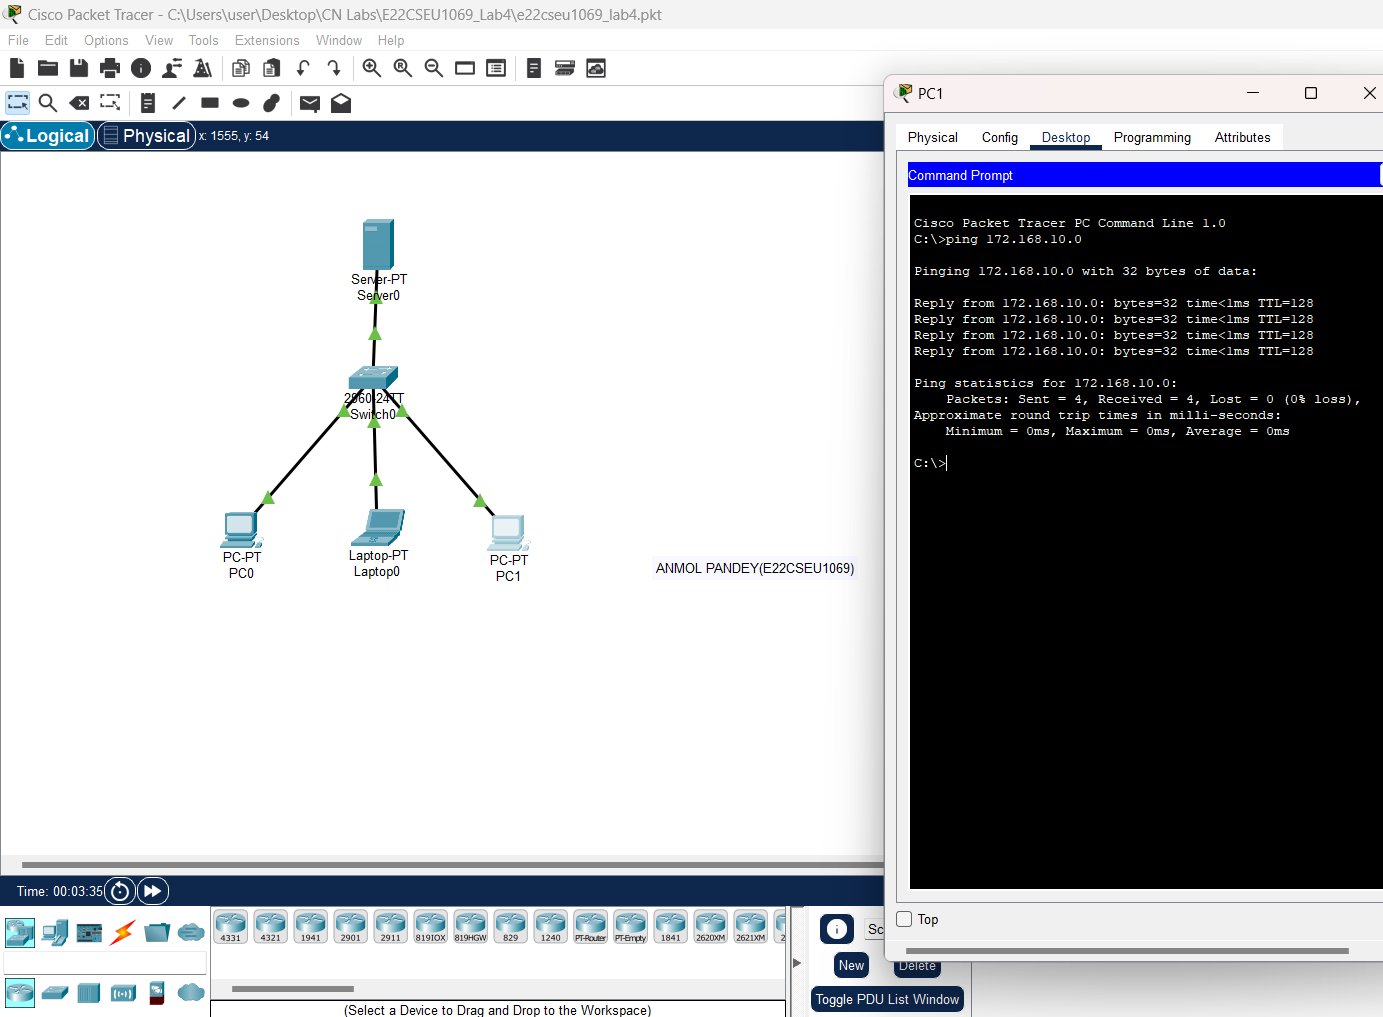 Cisco Packet Tracer - C:\Users\user\Desktop\CN Labs\E22CSEU1069_Lab4\e22cseu1069_lab4.pkt
File Edit Options View Tools Extensions Window Help
Logical Physical x: 1555, y: 54
Server-PT
Server0
2960-24TT
Switch0
PC-PT
PC0
Laptop-PT
Laptop0
PC-PT
PC1
ANMOL PANDEY(E22CSEU1069)
PC1
Physical Config Desktop Programming Attributes
Command Prompt
Cisco Packet Tracer PC Command Line 1.0
C:\>ping 172.168.10.0
Pinging 172.168.10.0 with 32 bytes of data:
Reply from 172.168.10.0: bytes=32 time<1ms TTL=128
Reply from 172.168.10.0: bytes=32 time<1ms TTL=128
Reply from 172.168.10.0: bytes=32 time<1ms TTL=128
Reply from 172.168.10.0: bytes=32 time<1ms TTL=128
Ping statistics for 172.168.10.0:
Packets: Sent = 4, Received = 4, Lost = 0 (0% loss),
Approximate round trip times in milli-seconds:
Minimum = 0ms, Maximum = 0ms, Average = 0ms
C:\>
Top
Time: 00:03:35
4331 4321 1941 2901 2911 819IOX 819HGW 829 1240 PT-Router PT-Empty 1841 2620XM 2621XM 2
Sc
New Delete
Toggle PDU List Window
(Select a Device to Drag and Drop to the Workspace)